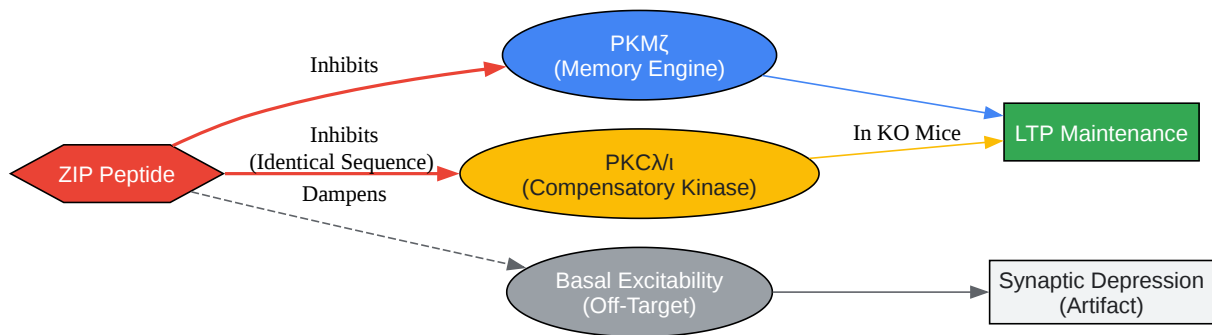 PKMζ
(Memory Engine)
Inhibits
Inhibits
(Identical Sequence)
In KO Mice
LTP Maintenance
ZIP Peptide
PKCλ/ι
(Compensatory Kinase)
Dampens
Basal Excitability
(Off-Target)
Synaptic Depression
(Artifact)